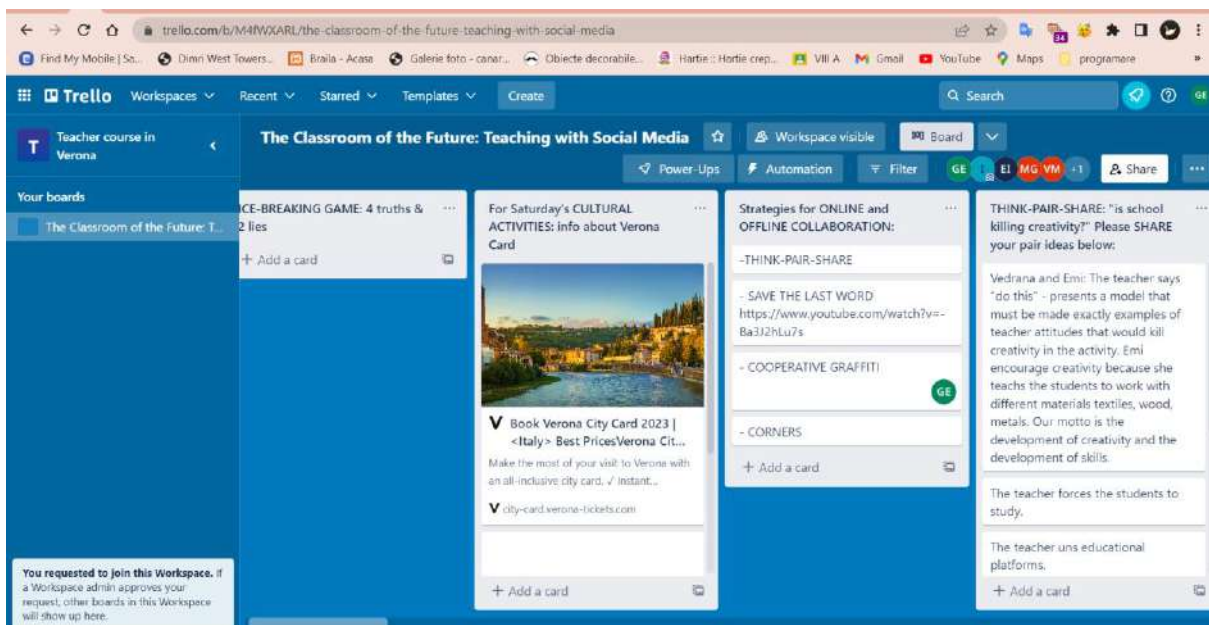 trello.com/b/M4fWXARL/the-classroom-of-the-future-teaching-with-social-media
34
Find My Mobile | Sa...
Dimri West Towers..
Braila - Acasa
Galerie foto - canar...
Obiecte decorabile...
Hartie :: Hartie crep...
VIII A
Gmail
YouTube
Maps
programare
»
Trello
Workspaces
Recent
Starred
Templates
Create
Search
GE
T
Teacher course in
Verona
The Classroom of the Future: Teaching with Social Media
Workspace visible
Board
Power-Ups
Automation
Filter
GE
EI
MG
VM
+1
Share
Your boards
The Classroom of the Future: T...
ICE-BREAKING GAME: 4 truths &
2 lies
+ Add a card
For Saturday's CULTURAL
ACTIVITIES: info about Verona
Card
V Book Verona City Card 2023 |
<Italy> Best PricesVerona Cit...
Make the most of your visit to Verona with
an all-inclusive city card. ✓ Instant...
V city-card.verona-tickets.com
+ Add a card
Strategies for ONLINE and
OFFLINE COLLABORATION:
-THINK-PAIR-SHARE
- SAVE THE LAST WORD
https://www.youtube.com/watch?v=-
Ba3J2hLu7s
- COOPERATIVE GRAFFITI
GE
- CORNERS
+ Add a card
THINK-PAIR-SHARE: "is school
killing creativity?" Please SHARE
your pair ideas below:
Vedrana and Emi: The teacher says
"do this" - presents a model that
must be made exactly examples of
teacher attitudes that would kill
creativity in the activity. Emi
encourage creativity because she
teachs the students to work with
different materials textiles, wood,
metals. Our motto is the
development of creativity and the
development of skills.
The teacher forces the students to
study.
The teacher uns educational
platforms.
+ Add a card
You requested to join this Workspace. If
a Workspace admin approves your
request, other boards in this Workspace
will show up here.